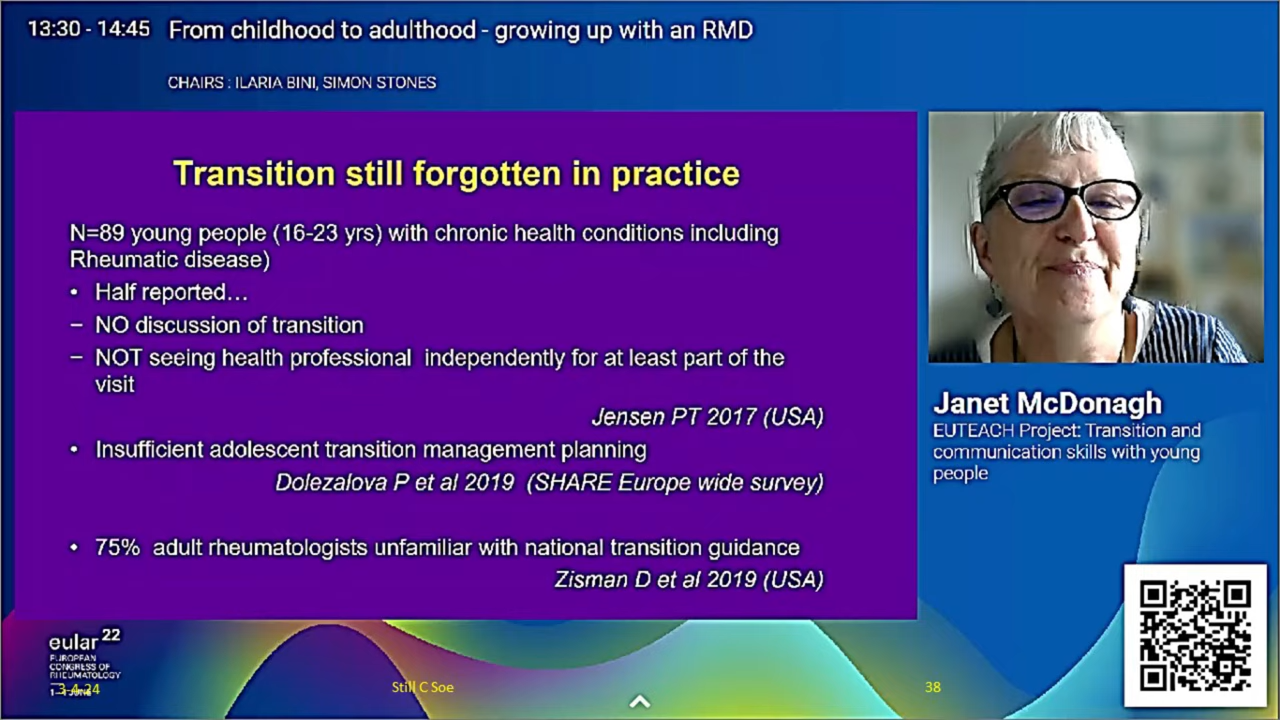 13:30 - 14:45 From childhood to adulthood - growing up with an RMD
CHAIRS : ILARIA BINI, SIMON STONES
Transition still forgotten in practice
N=89 young people (16-23 yrs) with chronic health conditions including
Rheumatic disease)
• Half reported…
– NO discussion of transition
– NOT seeing health professional independently for at least part of the
visit
Jensen PT 2017 (USA)
• Insufficient adolescent transition management planning
Dolezalova P et al 2019 (SHARE Europe wide survey)
• 75% adult rheumatologists unfamiliar with national transition guidance
Zisman D et al 2019 (USA)
Janet McDonagh
EUTEACH Project: Transition and
communication skills with young
people
eular 22
EUROPEAN
CONGRESS OF
RHEUMATOLOGY
3.4.24
Still C Soe
38